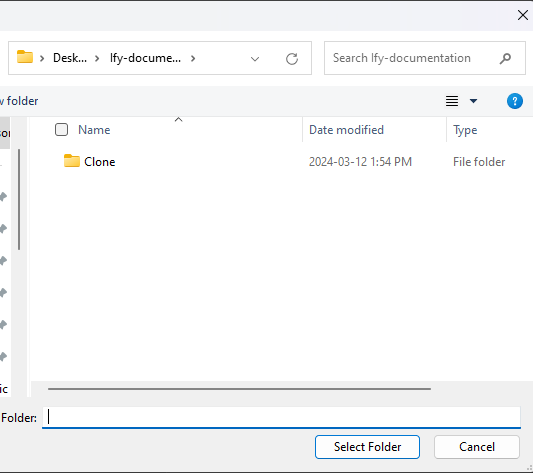 Desk... > lfy-docume... >
Search lfy-documentation
w folder
Name
Date modified
Type
Clone
2024-03-12 1:54 PM
File folder
ic
Folder:
Select Folder
Cancel